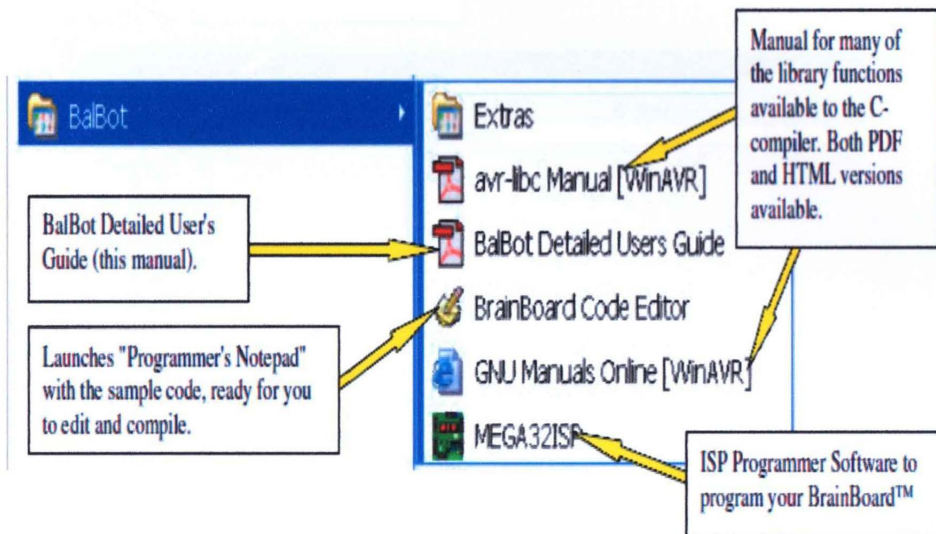 Manual for many of
the library functions
available to the C-
compiler. Both PDF
and HTML versions
available.
BalBot
Extras
avr-libc Manual [WinAVR]
BalBot Detailed User's
Guide (this manual).
BalBot Detailed Users Guide
BrainBoard Code Editor
Launches "Programmer's Notepad"
with the sample code, ready for you
to edit and compile.
GNU Manuals Online [WinAVR]
MEGA32ISP
ISP Programmer Software to
program your BrainBoard™